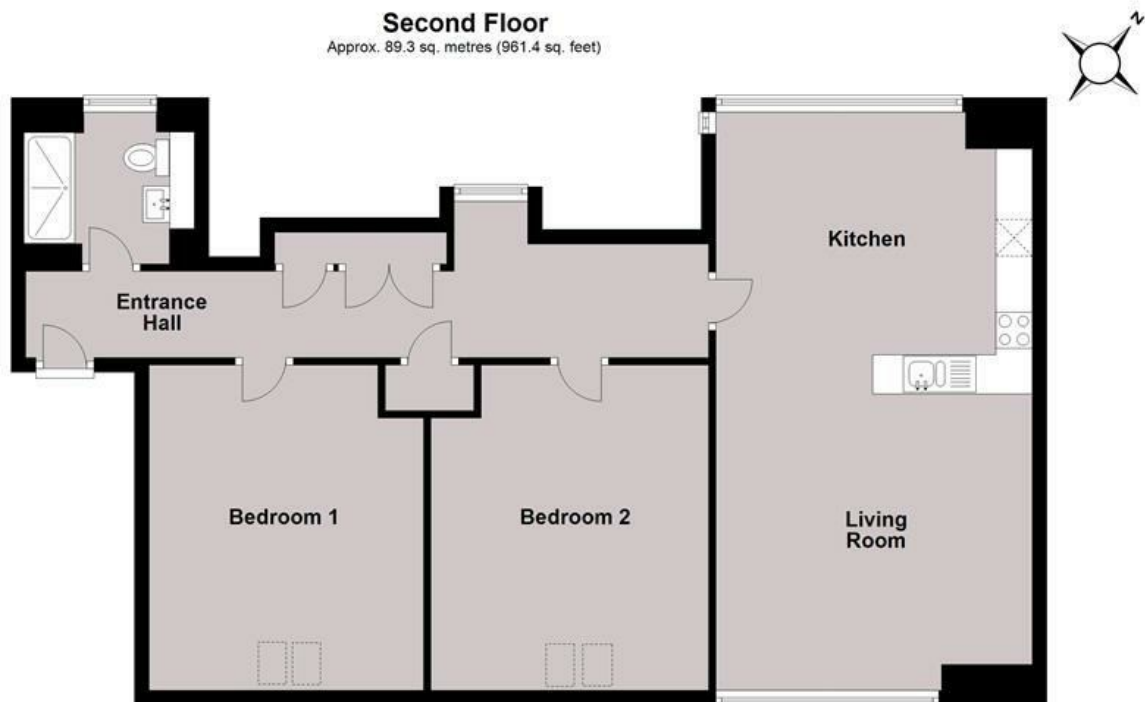 Second Floor
Approx. 89.3 sq. metres (961.4 sq. feet)
N
Kitchen
Entrance
Hall
Bedroom 1
Bedroom 2
Living
Room